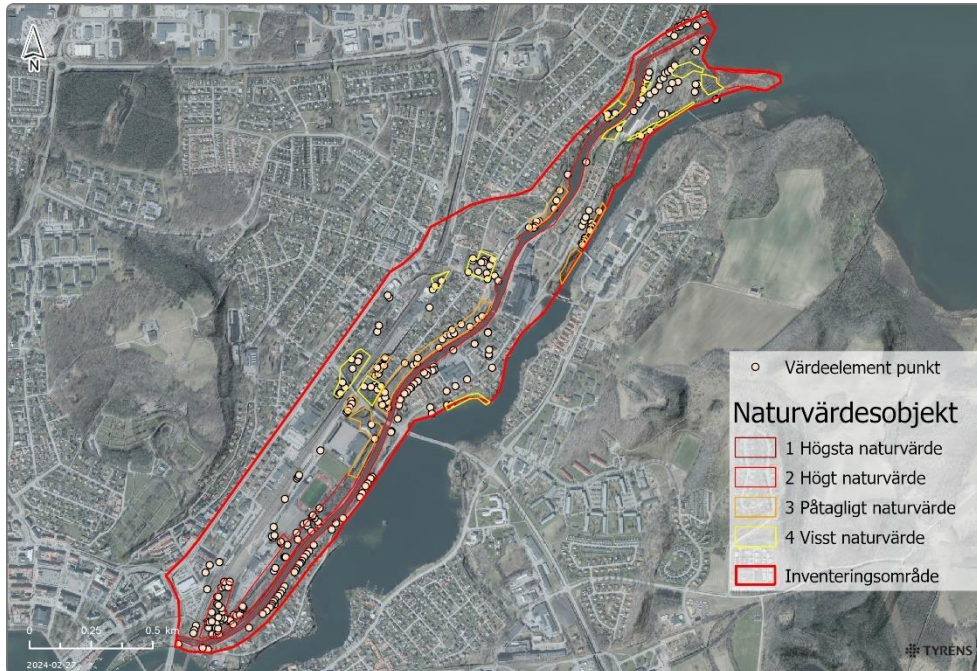 N
Värdeelement punkt
Naturvärdesobjekt
1 Högsta naturvärde
2 Högt naturvärde
3 Påtagligt naturvärde
4 Visst naturvärde
Inventeringsområde
0 0.25 0.5 km
2024-02-27
TYRENS